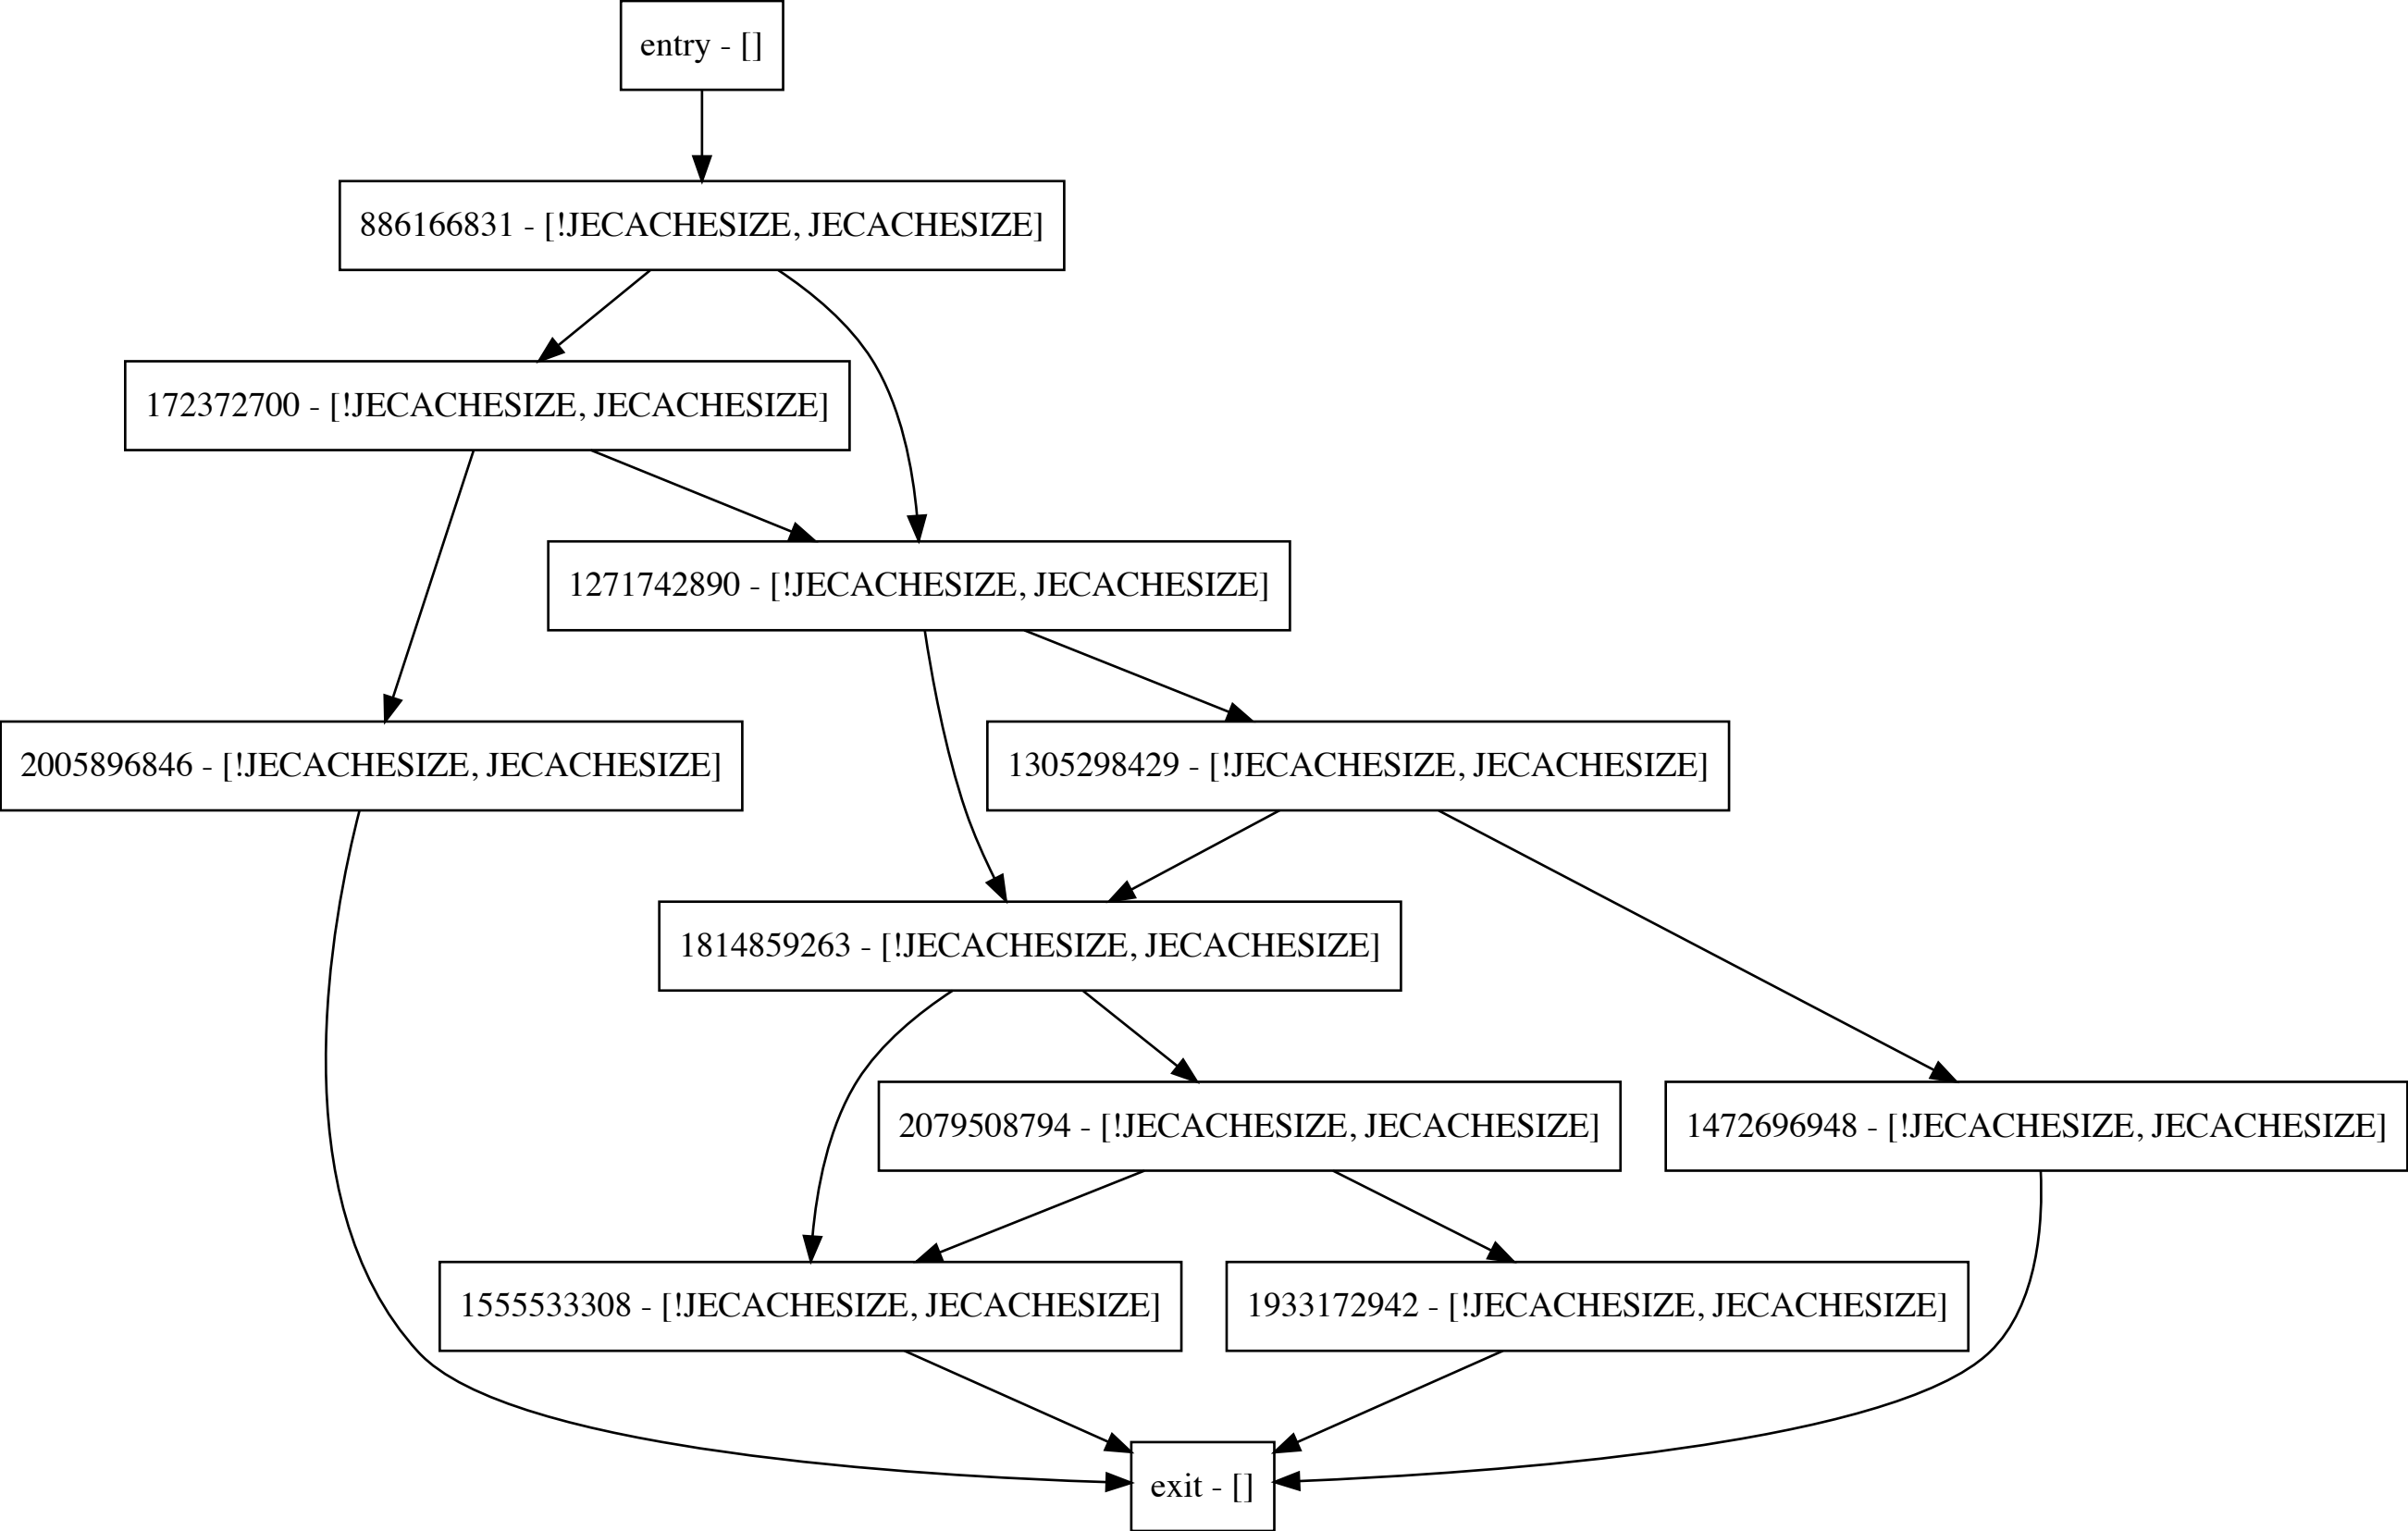 entry - []
886166831 - [!JECACHESIZE, JECACHESIZE]
172372700 - [!JECACHESIZE, JECACHESIZE]
1271742890 - [!JECACHESIZE, JECACHESIZE]
2005896846 - [!JECACHESIZE, JECACHESIZE]
1305298429 - [!JECACHESIZE, JECACHESIZE]
1814859263 - [!JECACHESIZE, JECACHESIZE]
2079508794 - [!JECACHESIZE, JECACHESIZE]
1472696948 - [!JECACHESIZE, JECACHESIZE]
1555533308 - [!JECACHESIZE, JECACHESIZE]
1933172942 - [!JECACHESIZE, JECACHESIZE]
exit - []